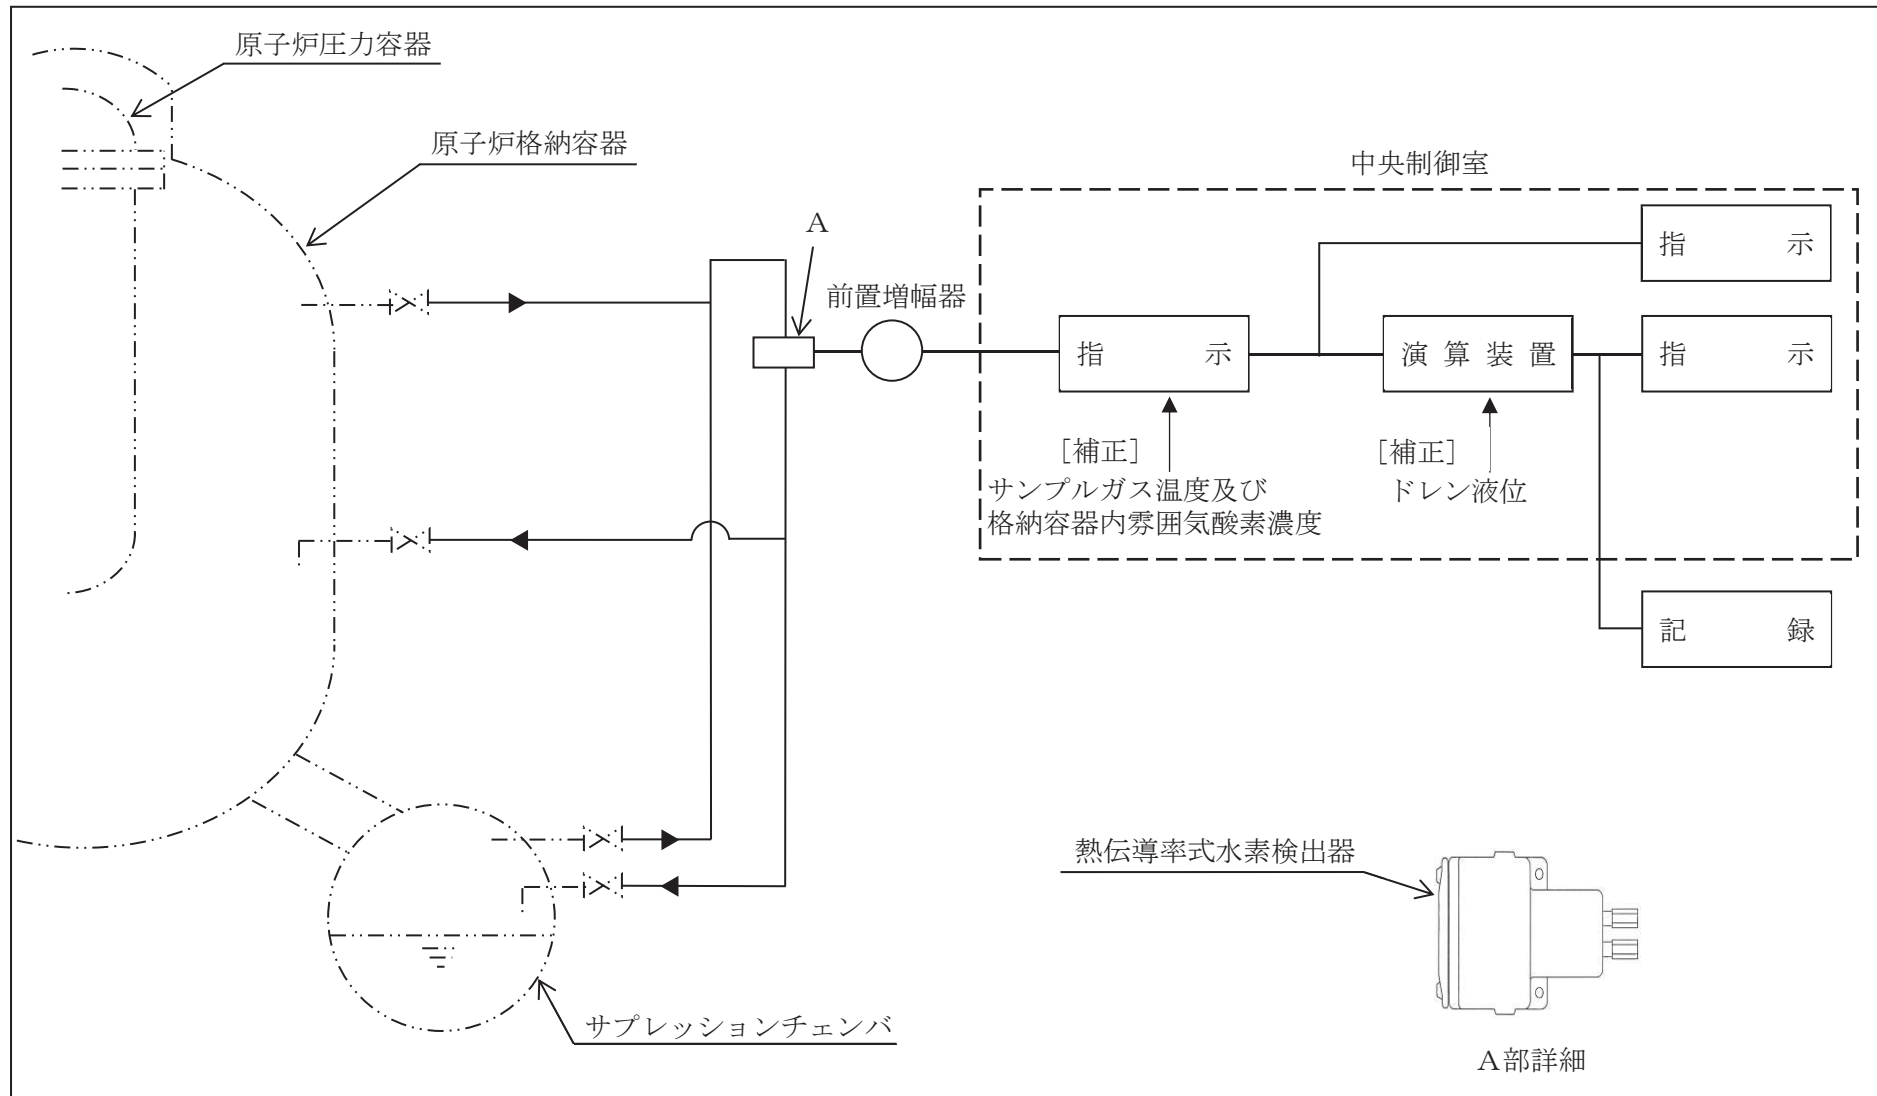 原子炉圧力容器
原子炉格納容器
中央制御室
A
前置増幅器
指示
指示
演算装置
指示
[補正]
サンプルガス温度及び
格納容器内雰囲気酸素濃度
[補正]
ドレン液位
記録
熱伝導率式水素検出器
サプレッションチェンバ
A部詳細